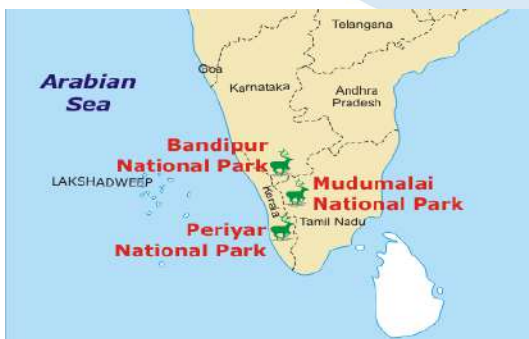 Telangana
Goa
Arabian
Sea
Karnataka
Andhra
Pradesh
Bandipur
National Park
LAKSHADWEEP
Mudumalai
National Park
Kerala
Periyar
National Park
Tamil Nadu